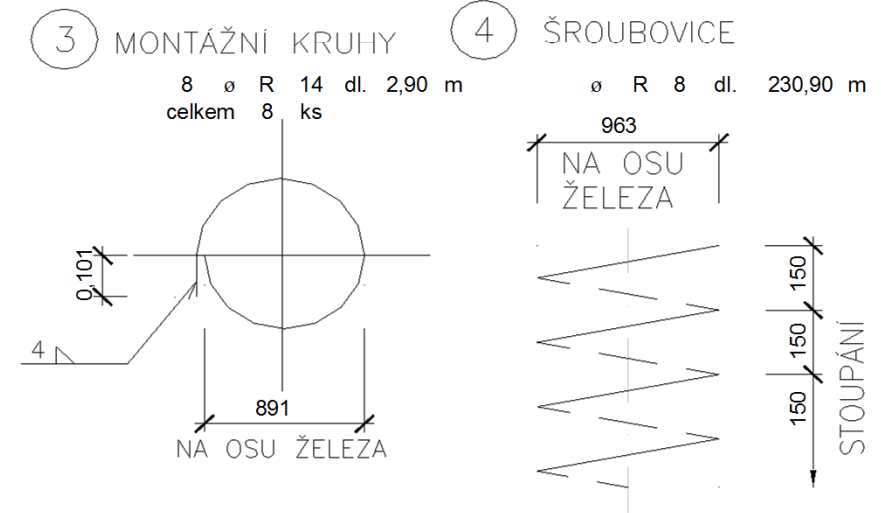 3 MONTÁŽNÍ KRUHY
8 ø R 14 dl. 2,90 m
celkem 8 ks
0,101
4
891
NA OSU ŽELEZA
4 ŠROUBOVICE
ø R 8 dl. 230,90 m
963
NA OSU
ŽELEZA
150
150
150
STOUPÁNÍ